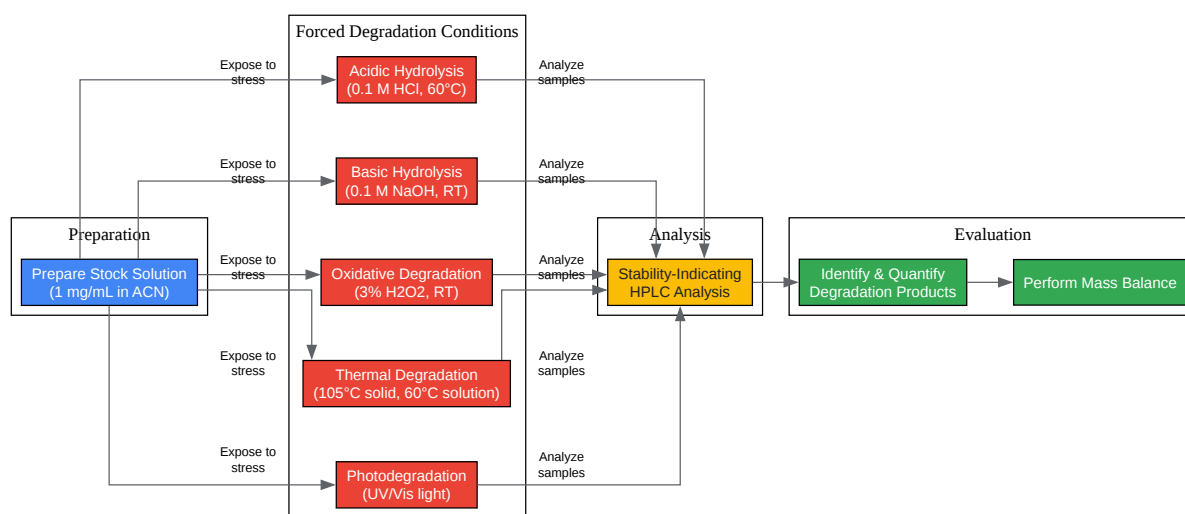 Forced Degradation Conditions
Expose to
stress
Acidic Hydrolysis
(0.1 M HCl, 60°C)
Analyze
samples
Expose to
stress
Basic Hydrolysis
(0.1 M NaOH, RT)
Analyze
samples
Preparation
Prepare Stock Solution
(1 mg/mL in ACN)
Expose to
stress
Oxidative Degradation
(3% H2O2, RT)
Analyze
samples
Analysis
Stability-Indicating
HPLC Analysis
Evaluation
Identify & Quantify
Degradation Products
Perform Mass Balance
Expose to
stress
Thermal Degradation
(105°C solid, 60°C solution)
Analyze
samples
Expose to
stress
Photodegradation
(UV/Vis light)
Analyze
samples